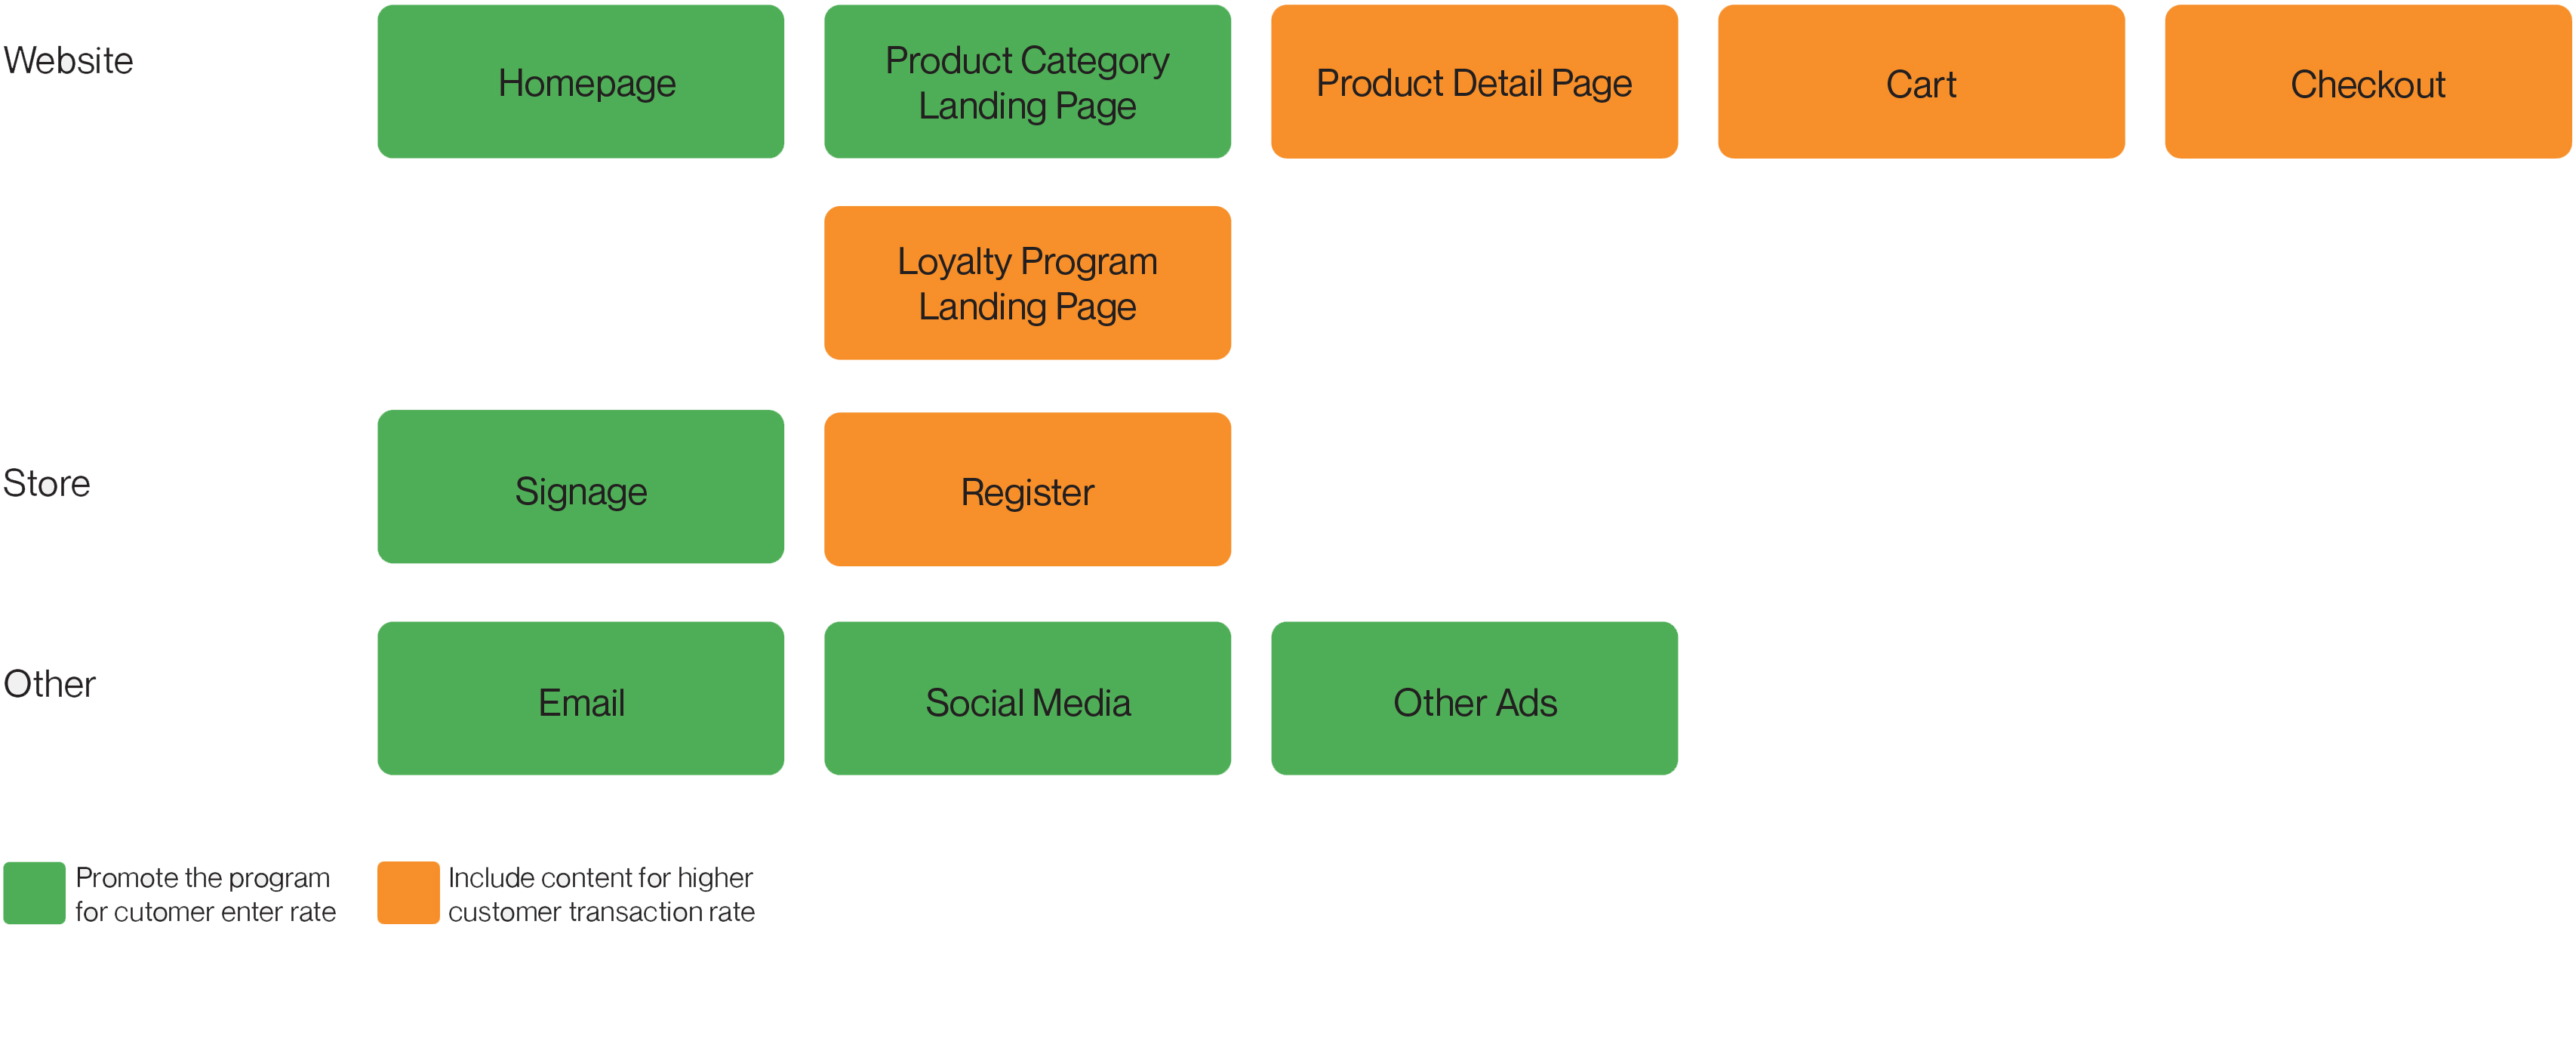 Website
Homepage
Product Category
Landing Page
Product Detail Page
Cart
Checkout
Loyalty Program
Landing Page
Store
Signage
Register
Other
Email
Social Media
Other Ads
Promote the program
for cutomer enter rate
Include content for higher
customer transaction rate